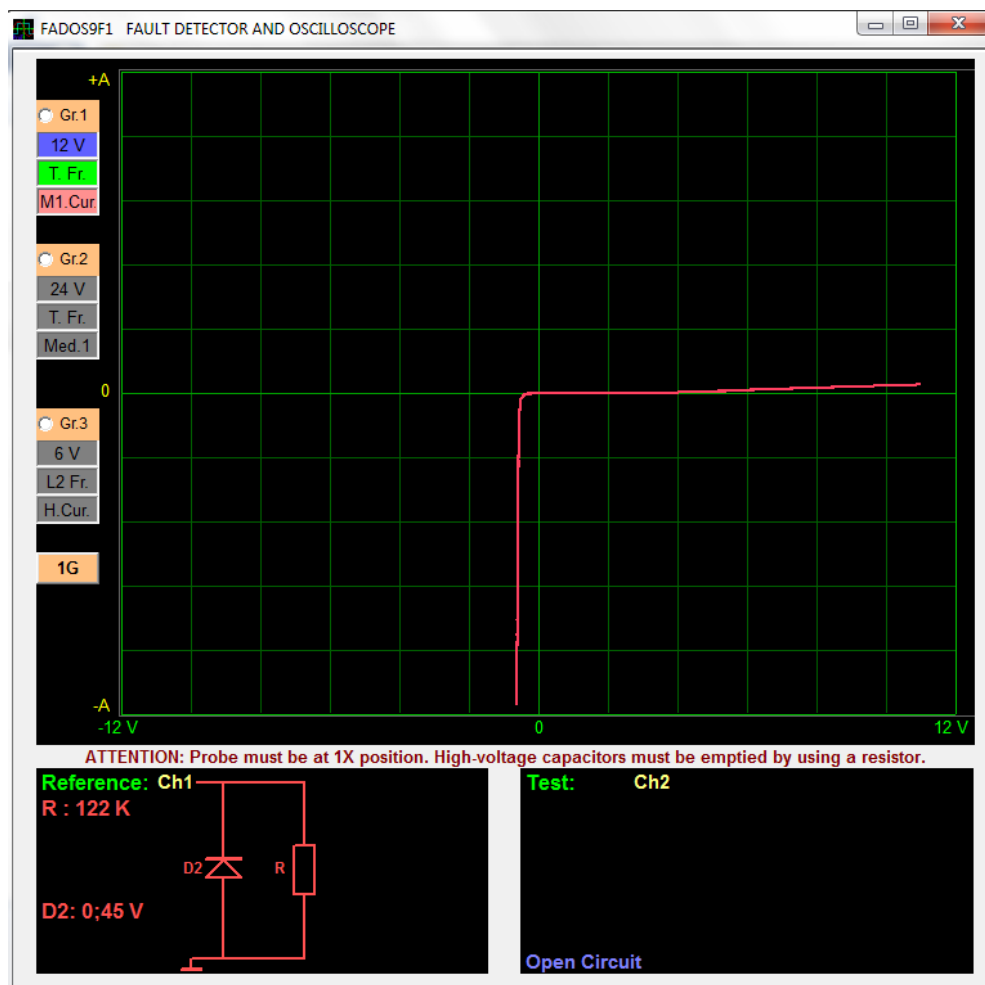 FADOS9F1 FAULT DETECTOR AND OSCILLOSCOPE
+A
Gr.1
12 V
T. Fr.
M1.Cur.
Gr.2
24 V
T. Fr.
Med.1
0
Gr.3
6 V
L2 Fr.
H.Cur.
1G
-A
-12 V
0
12 V
ATTENTION: Probe must be at 1X position. High-voltage capacitors must be emptied by using a resistor.
Reference: Ch1
R : 122 K
D2
R
D2: 0;45 V
Test: Ch2
Open Circuit